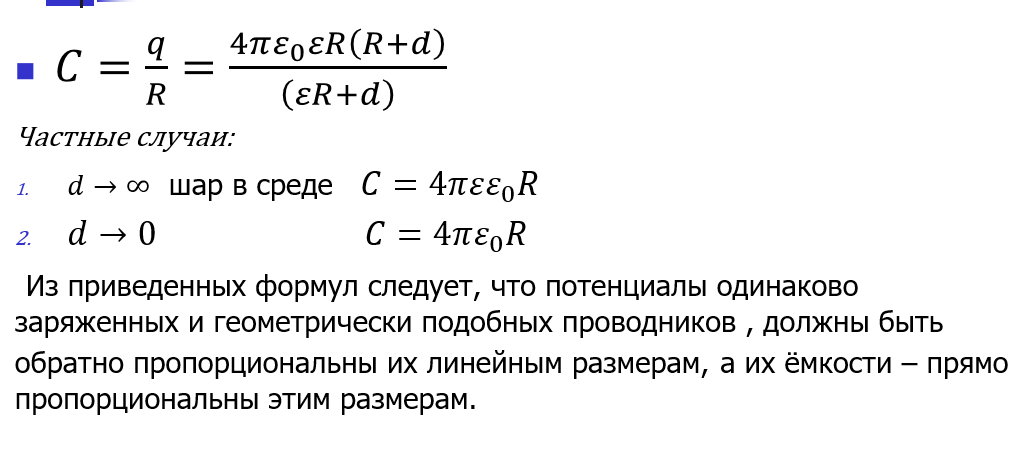 C = q/R = 4πε₀εR(R+d)/(εR+d)
Частные случаи:
1. d → ∞ шар в среде C = 4πεε₀R
2. d → 0 C = 4πε₀R
Из приведенных формул следует, что потенциалы одинаково
заряженных и геометрически подобных проводников , должны быть
обратно пропорциональны их линейным размерам, а их ёмкости – прямо
пропорциональны этим размерам.